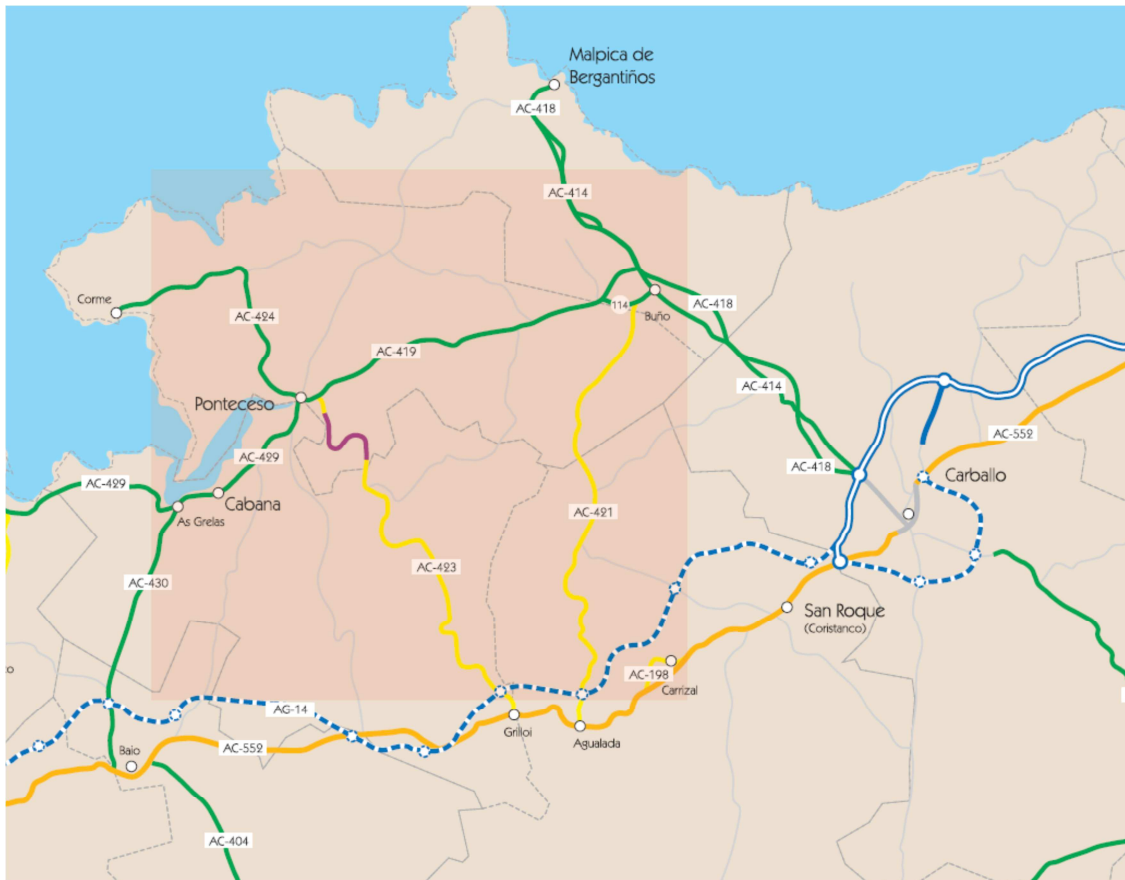 Malpica de
Bergantiños
AC-418
AC-414
Corme
AC-424
114
Buño
AC-418
AC-419
AC-414
Ponteceso
AC-429
AC-552
AC-418
Carballo
AC-429
Cabana
As Grelas
AC-421
AC-423
AC-430
San Roque
(Coristanco)
AC-198
Carrizal
AG-14
Grilloi
Agualada
AC-552
Baio
AC-404